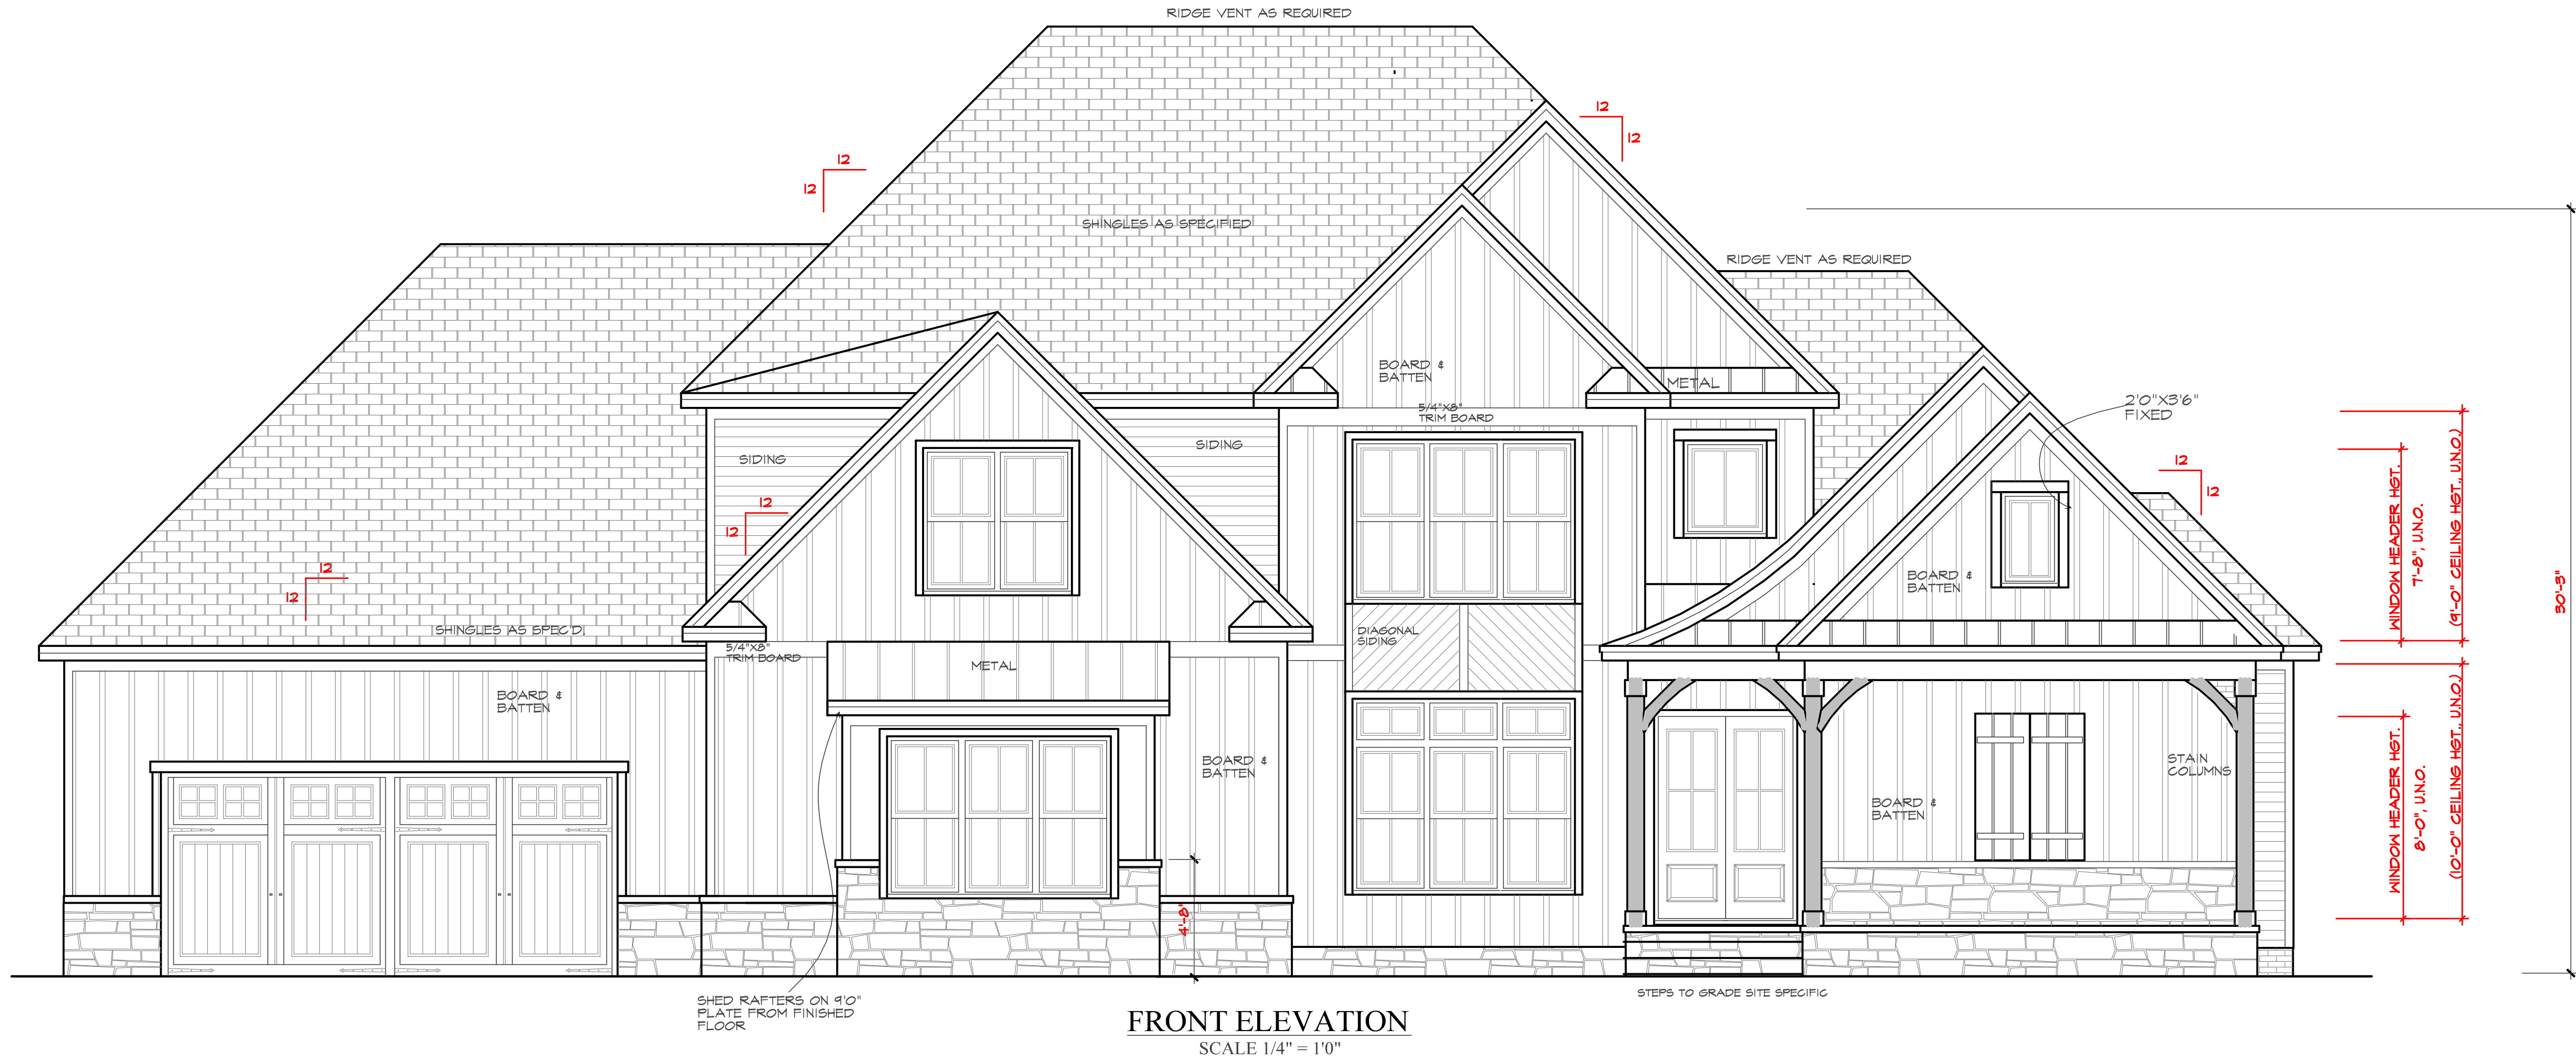 RIDGE VENT AS REQUIRED
12
12
12
12
SHINGLES AS SPECIFIED
RIDGE VENT AS REQUIRED
BOARD &
BATTEN
METAL
5/4"X8"
TRIM BOARD
2'0"X3'6"
FIXED
SIDING
SIDING
12
12
12
12
12
12
BOARD &
BATTEN
SHINGLES AS SPEC'D.
DIAGONAL
SIDING
5/4"X8"
TRIM BOARD
METAL
BOARD &
BATTEN
BOARD &
BATTEN
STAIN
COLUMNS
BOARD &
BATTEN
WINDOW HEADER HGT.
7'-8", U.N.O.
(9'-0" CEILING HGT., U.N.O.)
WINDOW HEADER HGT.
8'-0", U.N.O.
(10'-0" CEILING HGT., U.N.O.)
30'-3"
4'-8"
SHED RAFTERS ON 9'0"
PLATE FROM FINISHED
FLOOR
STEPS TO GRADE SITE SPECIFIC
FRONT ELEVATION
SCALE 1/4" = 1'0"